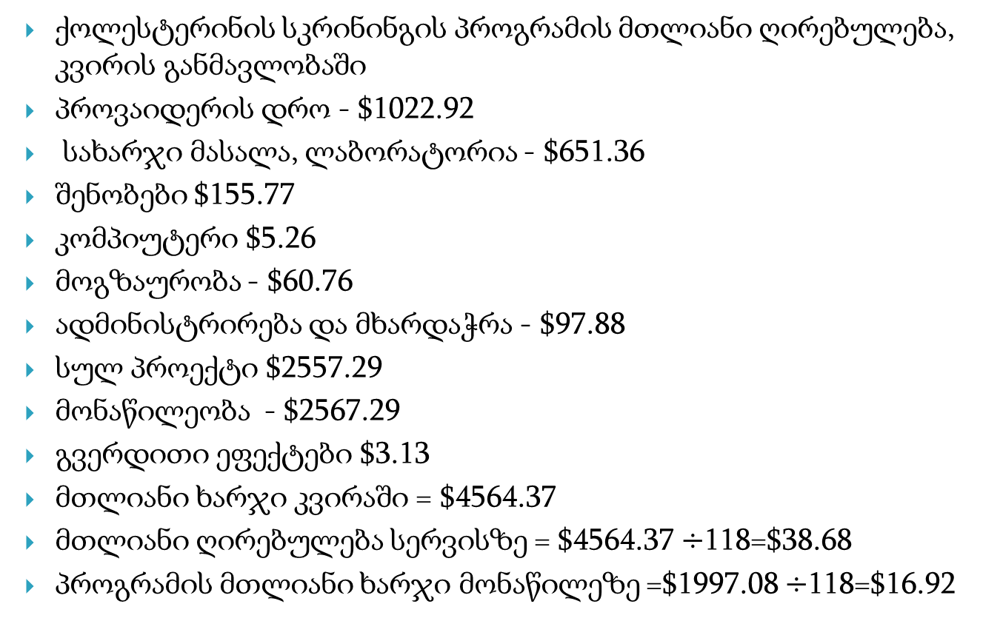 ქოლესტერინის სკრინინგის პროგრამის მთლიანი ღირებულება,
კვირის განმავლობაში
პროვაიდერის დრო - $1022.92
სახარჯი მასალა, ლაბორატორია - $651.36
შენობები $155.77
კომპიუტერი $5.26
მოგზაურობა - $60.76
ადმინისტრირება და მხარდაჭრა - $97.88
სულ პროექტი $2557.29
მონაწილეობა - $2567.29
გვერდითი ეფექტები $3.13
მთლიანი ხარჯი კვირაში = $4564.37
მთლიანი ღირებულება სერვისზე = $4564.37 ÷118=$38.68
პროგრამის მთლიანი ხარჯი მონაწილეზე =$1997.08 ÷118=$16.92